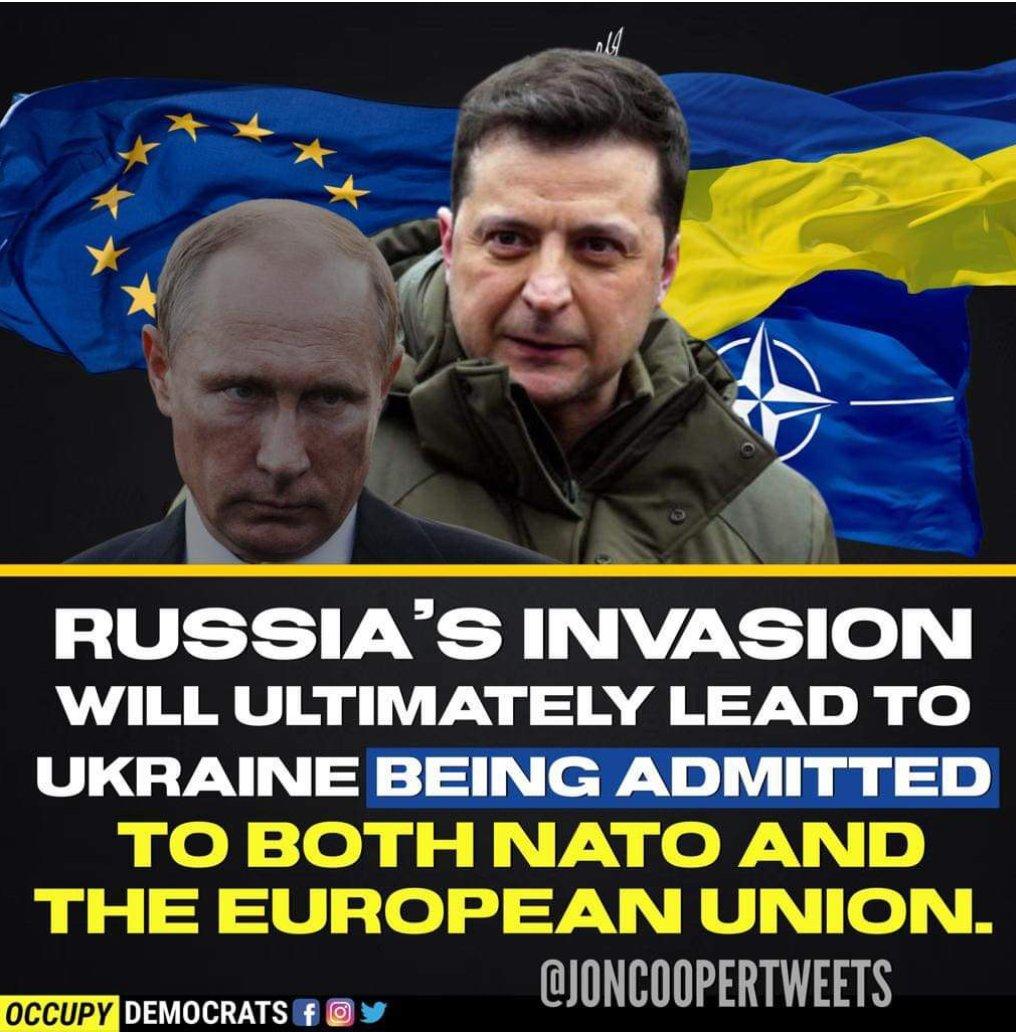 RUSSIA'S INVASION
WILL ULTIMATELY LEAD TO
UKRAINE BEING ADMITTED
TO BOTH NATO AND
THE EUROPEAN UNION.
@JONCOOPERTWEETS
OCCUPY DEMOCRATS